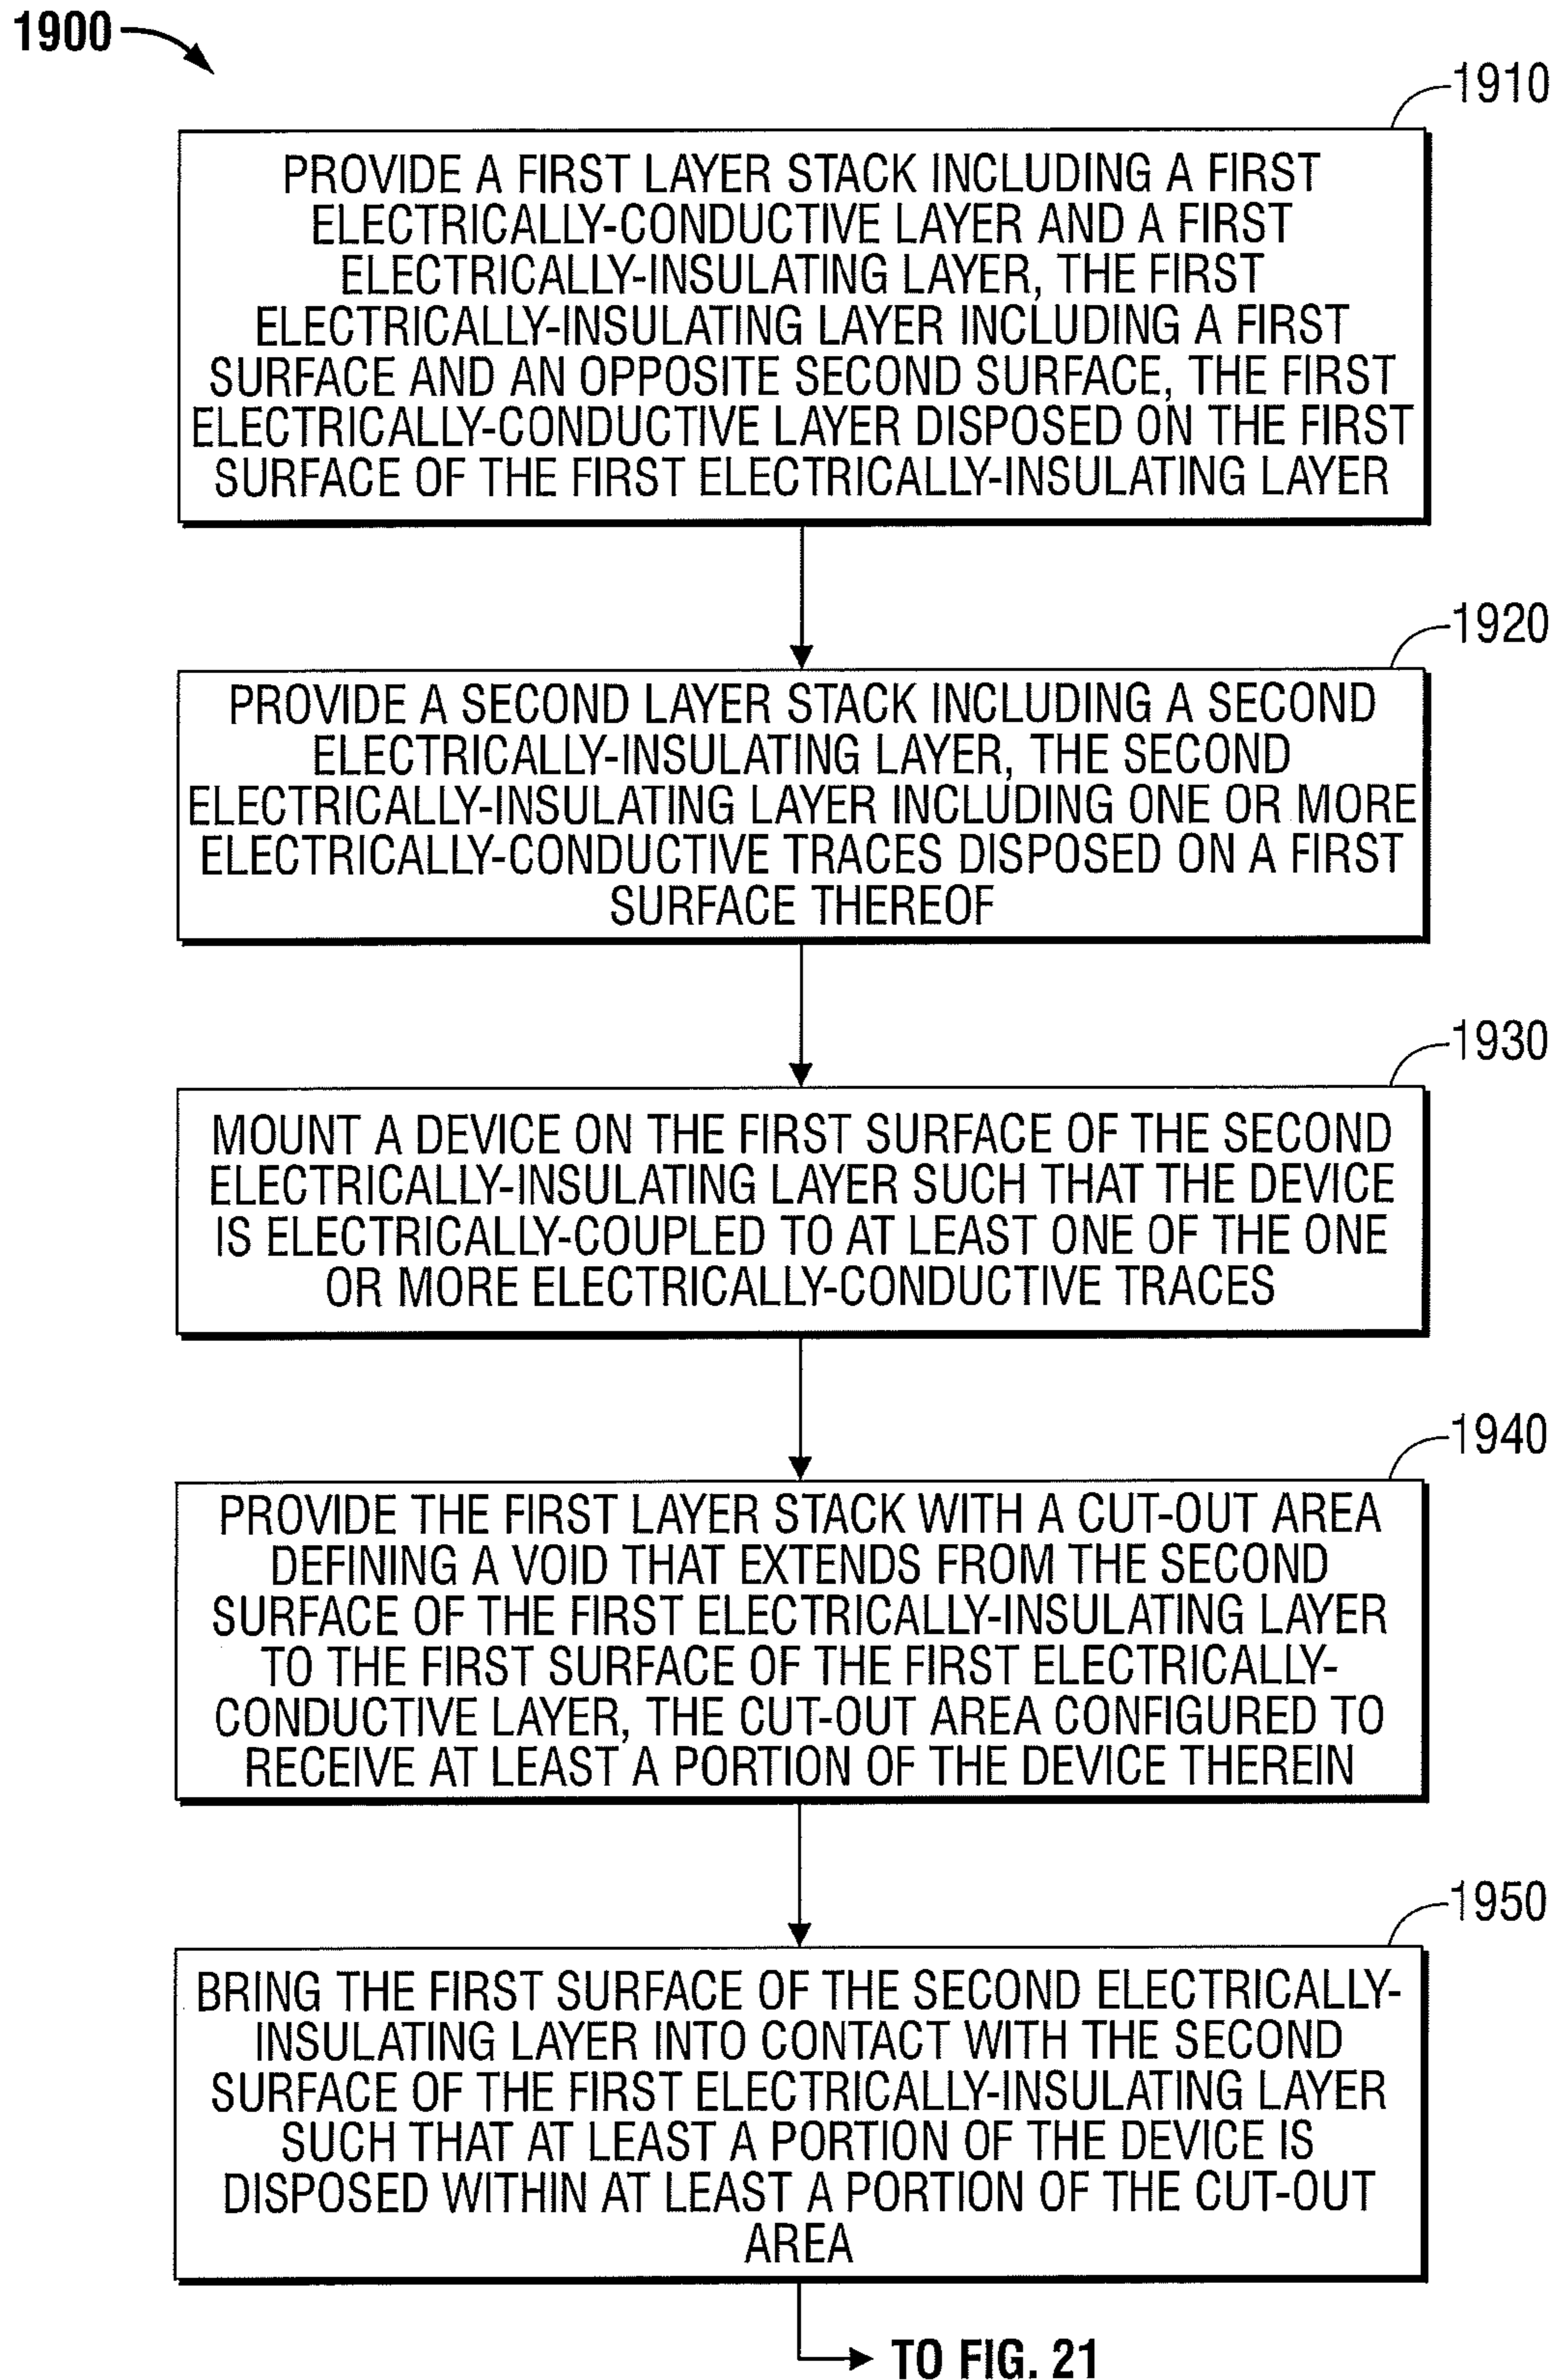 1900
1910
PROVIDE A FIRST LAYER STACK INCLUDING A FIRST
ELECTRICALLY-CONDUCTIVE LAYER AND A FIRST
ELECTRICALLY-INSULATING LAYER, THE FIRST
ELECTRICALLY-INSULATING LAYER INCLUDING A FIRST
SURFACE AND AN OPPOSITE SECOND SURFACE, THE FIRST
ELECTRICALLY-CONDUCTIVE LAYER DISPOSED ON THE FIRST
SURFACE OF THE FIRST ELECTRICALLY-INSULATING LAYER
1920
PROVIDE A SECOND LAYER STACK INCLUDING A SECOND
ELECTRICALLY-INSULATING LAYER, THE SECOND
ELECTRICALLY-INSULATING LAYER INCLUDING ONE OR MORE
ELECTRICALLY-CONDUCTIVE TRACES DISPOSED ON A FIRST
SURFACE THEREOF
1930
MOUNT A DEVICE ON THE FIRST SURFACE OF THE SECOND
ELECTRICALLY-INSULATING LAYER SUCH THAT THE DEVICE
IS ELECTRICALLY-COUPLED TO AT LEAST ONE OF THE ONE
OR MORE ELECTRICALLY-CONDUCTIVE TRACES
1940
PROVIDE THE FIRST LAYER STACK WITH A CUT-OUT AREA
DEFINING A VOID THAT EXTENDS FROM THE SECOND
SURFACE OF THE FIRST ELECTRICALLY-INSULATING LAYER
TO THE FIRST SURFACE OF THE FIRST ELECTRICALLY-
CONDUCTIVE LAYER, THE CUT-OUT AREA CONFIGURED TO
RECEIVE AT LEAST A PORTION OF THE DEVICE THEREIN
1950
BRING THE FIRST SURFACE OF THE SECOND ELECTRICALLY-
INSULATING LAYER INTO CONTACT WITH THE SECOND
SURFACE OF THE FIRST ELECTRICALLY-INSULATING LAYER
SUCH THAT AT LEAST A PORTION OF THE DEVICE IS
DISPOSED WITHIN AT LEAST A PORTION OF THE CUT-OUT
AREA
TO FIG. 21